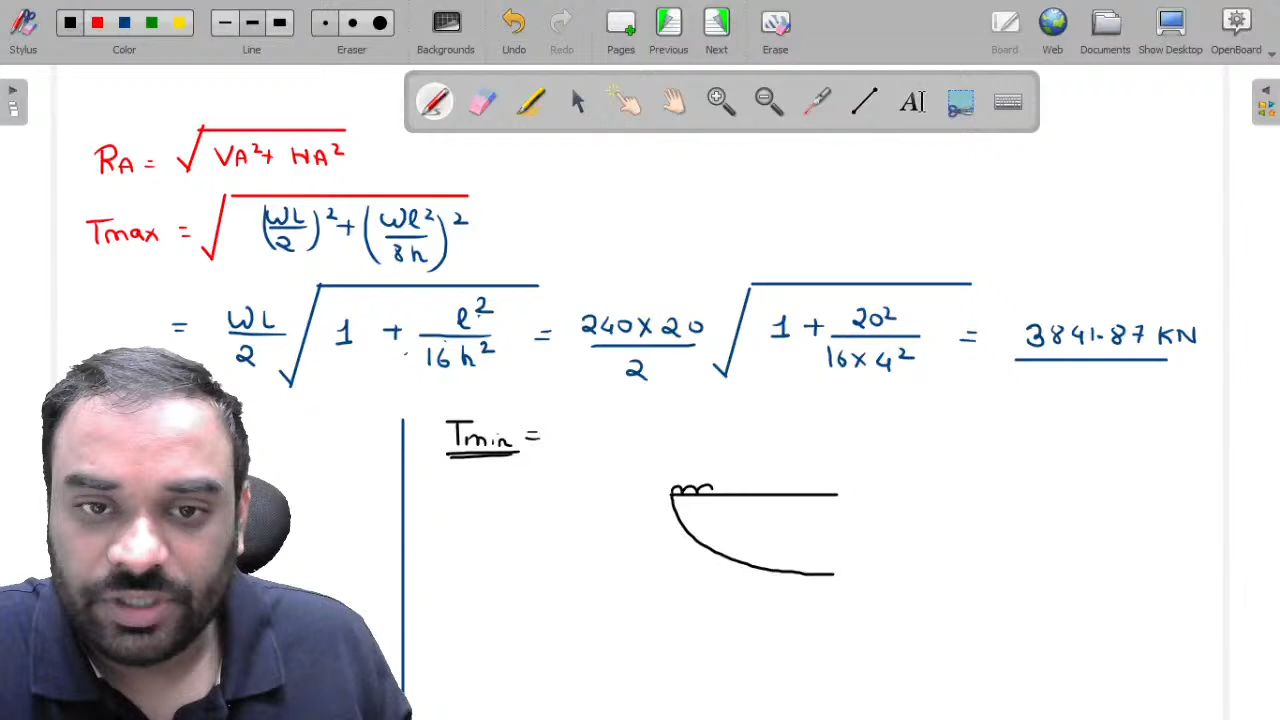 Stylus
Color
Line
Eraser
Backgrounds
Undo
Redo
Pages
Previous
Next
Erase
Board
Web
Documents
Show Desktop
OpenBoard
RA = √(VA² + HA²)
Tmax = √((WL/2)² + (Wl²/8h)²)
= WL/2 √(1 + l²/16h²) = 240×20/2 √(1 + 20²/16×4²) = 3841.87 KN
Tmin =